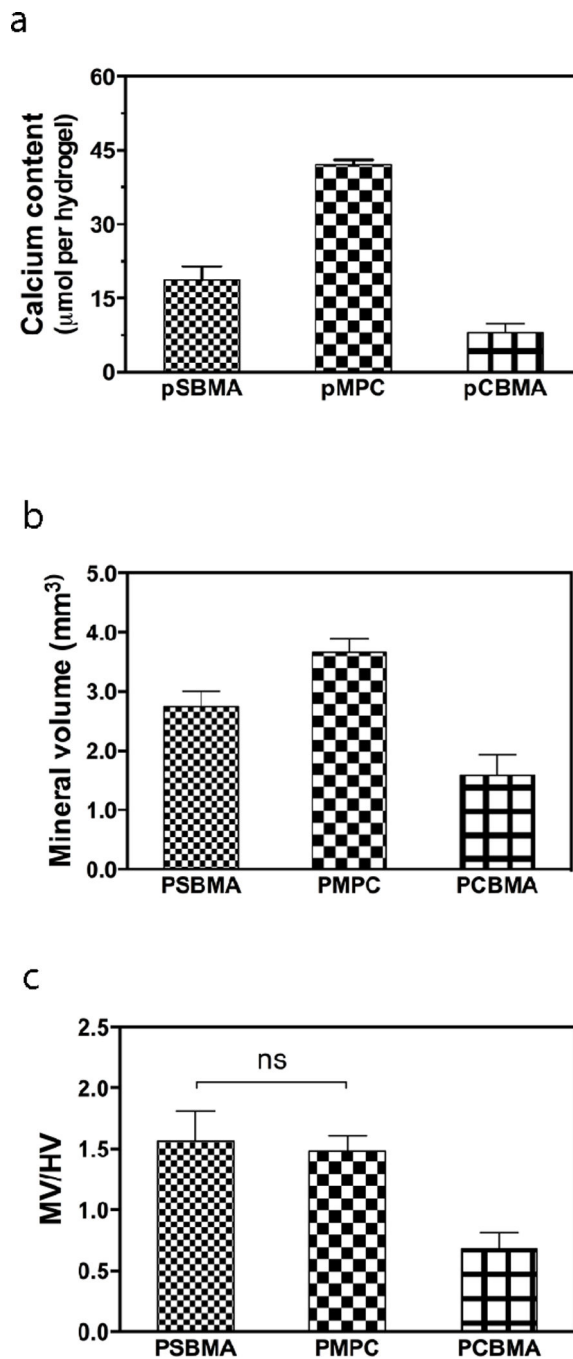 a
Calcium content
(μmol per hydrogel)
60
45
30
15
0
pSBMA pMPC pCBMA
b
Mineral volume (mm³)
5.0
4.0
3.0
2.0
1.0
0.0
PSBMA PMPC PCBMA
c
MV/HV
2.5
2.0
1.5
1.0
0.5
0.0
ns
PSBMA PMPC PCBMA